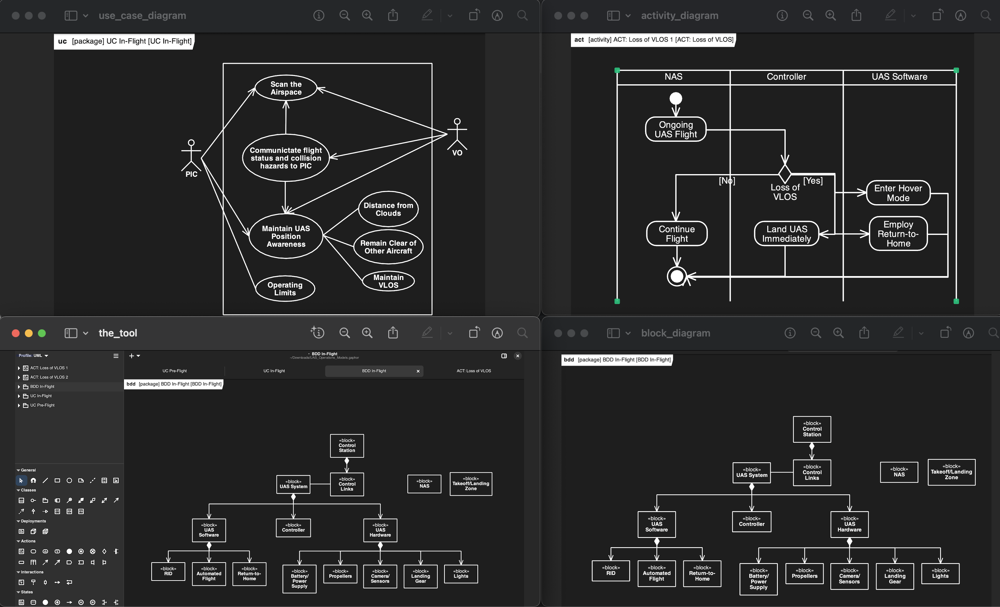 use_case_diagram
uc [package] UC In-Flight [UC In-Flight]
Scan the
Airspace
Communictate flight
status and collision
hazards to PIC
VO
PIC
Distance from
Clouds
Maintain UAS
Position
Awareness
Remain Clear of
Other Aircraft
Maintain
VLOS
Operating
Limits
activity_diagram
act [activity] ACT: Loss of VLOS 1 [ACT: Loss of VLOS]
NAS
Controller
UAS Software
Ongoing
UAS Flight
[No]
[Yes]
Loss of
VLOS
Enter Hover
Mode
Continue
Flight
Land UAS
Immediately
Employ
Return-to-
Home
the_tool
Profile: UML
ACT: Loss of VLOS 1
ACT: Loss of VLOS 2
BDD In-Flight
UC In-Flight
UC Pre-Flight
General
Classes
DT
EN
PR
Deployments
Actions
Interactions
States
· BDD In-Flight
~/Downloads/UAS_Operations_Models.gaphor
UC Pre-Flight
UC In-Flight
BDD In-Flight
ACT: Loss of VLOS
bdd [package] BDD In-Flight [BDD In-Flight]
«block»
Control
Station
«block»
UAS System
«block»
Control
Links
«block»
NAS
«block»
Takeoff/Landing
Zone
«block»
UAS
Software
«block»
Controller
«block»
UAS
Hardware
«block»
RID
«block»
Automated
Flight
«block»
Return-to-
Home
«block»
Battery/
Power
Supply
«block»
Propellers
«block»
Camera/
Sensors
«block»
Landing
Gear
«block»
Lights
block_diagram
bdd [package] BDD In-Flight [BDD In-Flight]
«block»
Control
Station
«block»
UAS System
«block»
Control
Links
«block»
NAS
«block»
Takeoff/Landing
Zone
«block»
UAS
Software
«block»
Controller
«block»
UAS
Hardware
«block»
RID
«block»
Automated
Flight
«block»
Return-to-
Home
«block»
Battery/
Power
Supply
«block»
Propellers
«block»
Camera/
Sensors
«block»
Landing
Gear
«block»
Lights